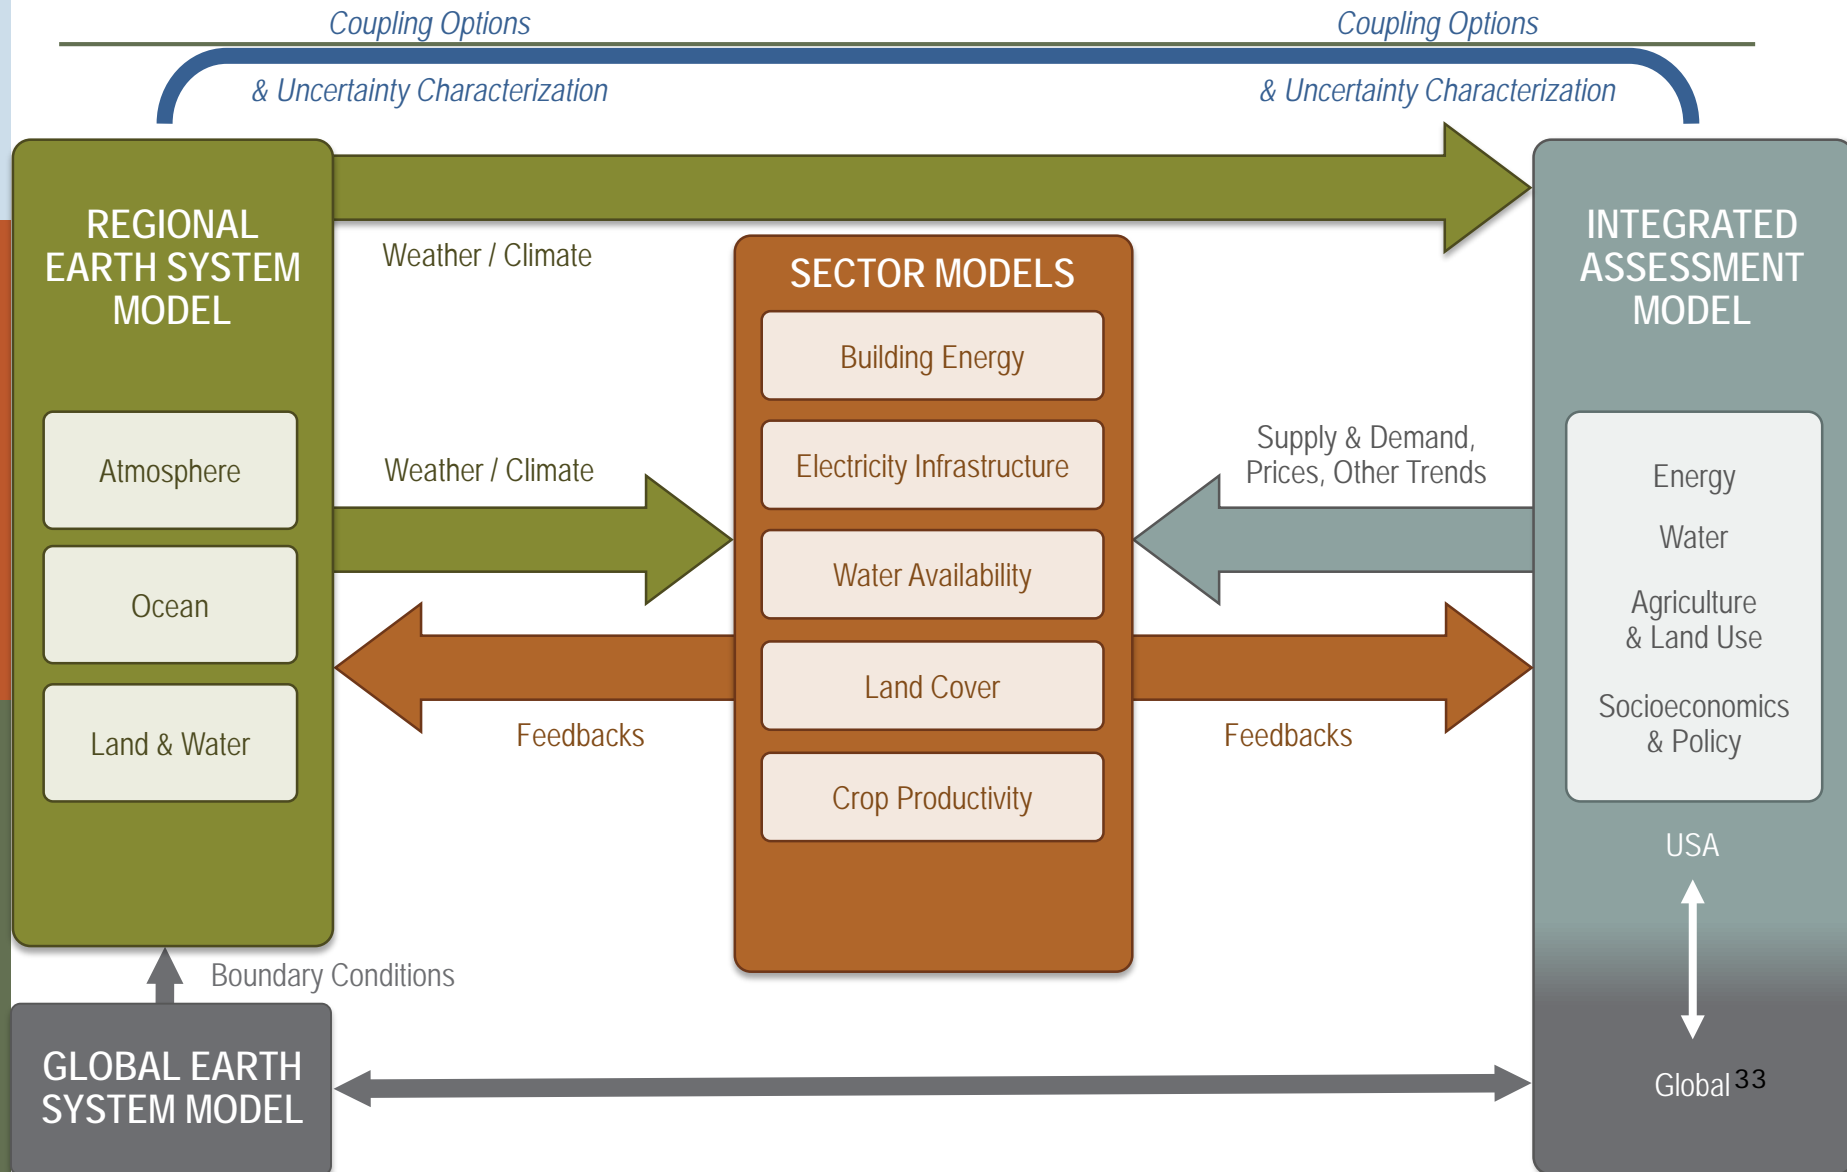 Coupling Options
& Uncertainty Characterization
Coupling Options
& Uncertainty Characterization
REGIONAL
EARTH SYSTEM
MODEL
Atmosphere
Ocean
Land & Water
Weather / Climate
Weather / Climate
Feedbacks
SECTOR MODELS
Building Energy
Electricity Infrastructure
Water Availability
Land Cover
Crop Productivity
Supply & Demand,
Prices, Other Trends
Feedbacks
INTEGRATED
ASSESSMENT
MODEL
Energy
Water
Agriculture
& Land Use
Socioeconomics
& Policy
USA
Global
33
Boundary Conditions
GLOBAL EARTH
SYSTEM MODEL